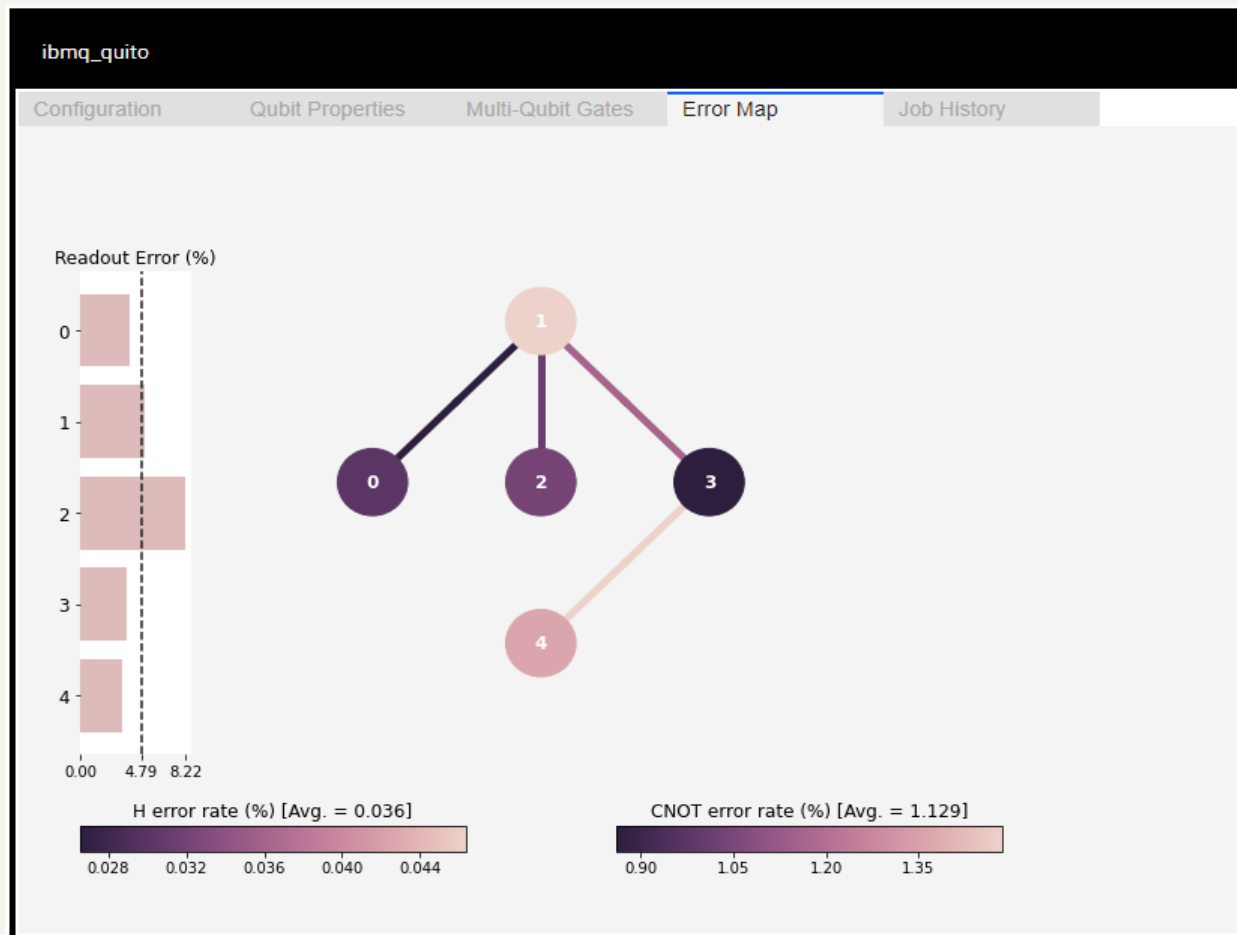 ibmq_quito
Configuration Qubit Properties Multi-Qubit Gates Error Map Job History
Readout Error (%)
0
1
2
3
4
0.00 4.79 8.22
1
0 2 3
4
H error rate (%) [Avg. = 0.036]
0.028 0.032 0.036 0.040 0.044
CNOT error rate (%) [Avg. = 1.129]
0.90 1.05 1.20 1.35